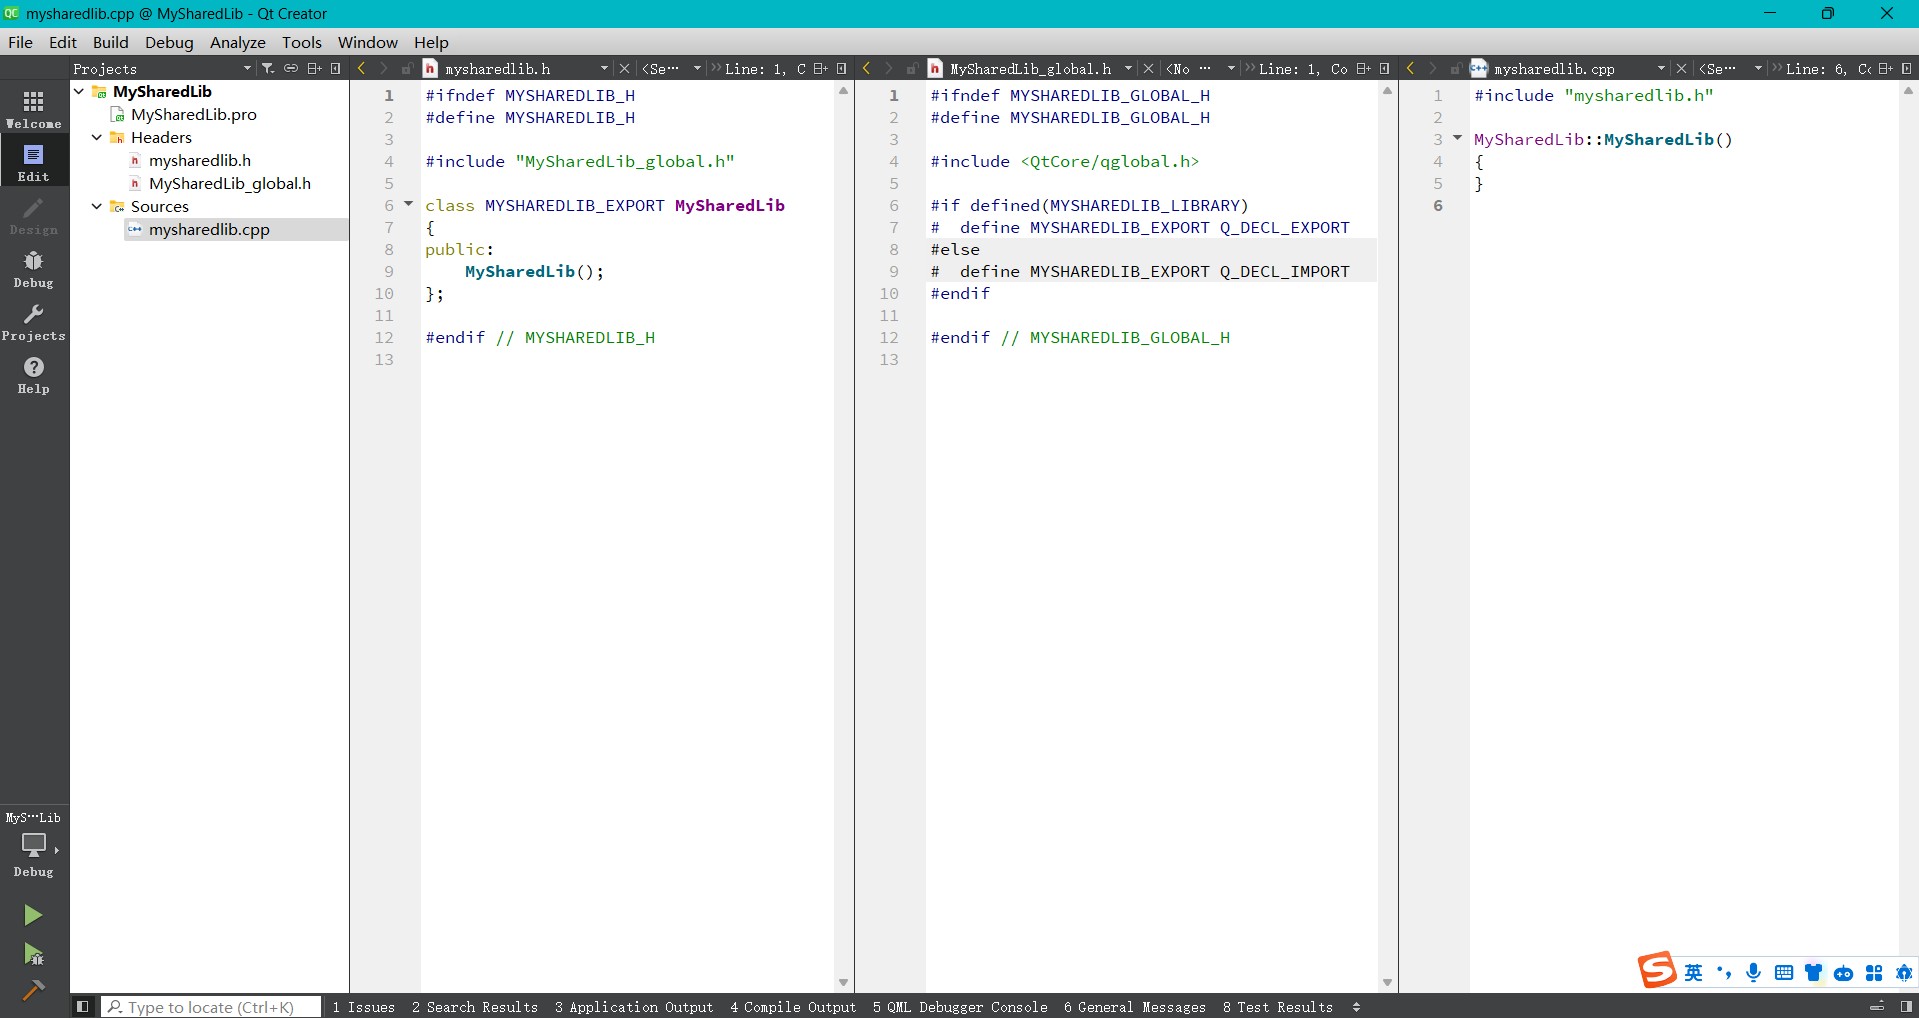 mysharedlib.cpp @ MySharedLib - Qt Creator
File Edit Build Debug Analyze Tools Window Help
Projects
mysharedlib.h <Se··· Line: 1, C
MySharedLib_global.h <No ··· Line: 1, Co
mysharedlib.cpp <Se··· Line: 6, Cc
Welcome
Edit
Design
Debug
Projects
Help
MyS···Lib
Debug
MySharedLib
MySharedLib.pro
Headers
mysharedlib.h
MySharedLib_global.h
Sources
mysharedlib.cpp
1 #ifndef MYSHAREDLIB_H
2 #define MYSHAREDLIB_H
3
4 #include "MySharedLib_global.h"
5
6 class MYSHAREDLIB_EXPORT MySharedLib
7 {
8 public:
9     MySharedLib();
10 };
11
12 #endif // MYSHAREDLIB_H
13
1 #ifndef MYSHAREDLIB_GLOBAL_H
2 #define MYSHAREDLIB_GLOBAL_H
3
4 #include <QtCore/qglobal.h>
5
6 #if defined(MYSHAREDLIB_LIBRARY)
7 #  define MYSHAREDLIB_EXPORT Q_DECL_EXPORT
8 #else
9 #  define MYSHAREDLIB_EXPORT Q_DECL_IMPORT
10 #endif
11
12 #endif // MYSHAREDLIB_GLOBAL_H
13
1 #include "mysharedlib.h"
2
3 MySharedLib::MySharedLib()
4 {
5 }
6
英
Type to locate (Ctrl+K) 1 Issues 2 Search Results 3 Application Output 4 Compile Output 5 QML Debugger Console 6 General Messages 8 Test Results